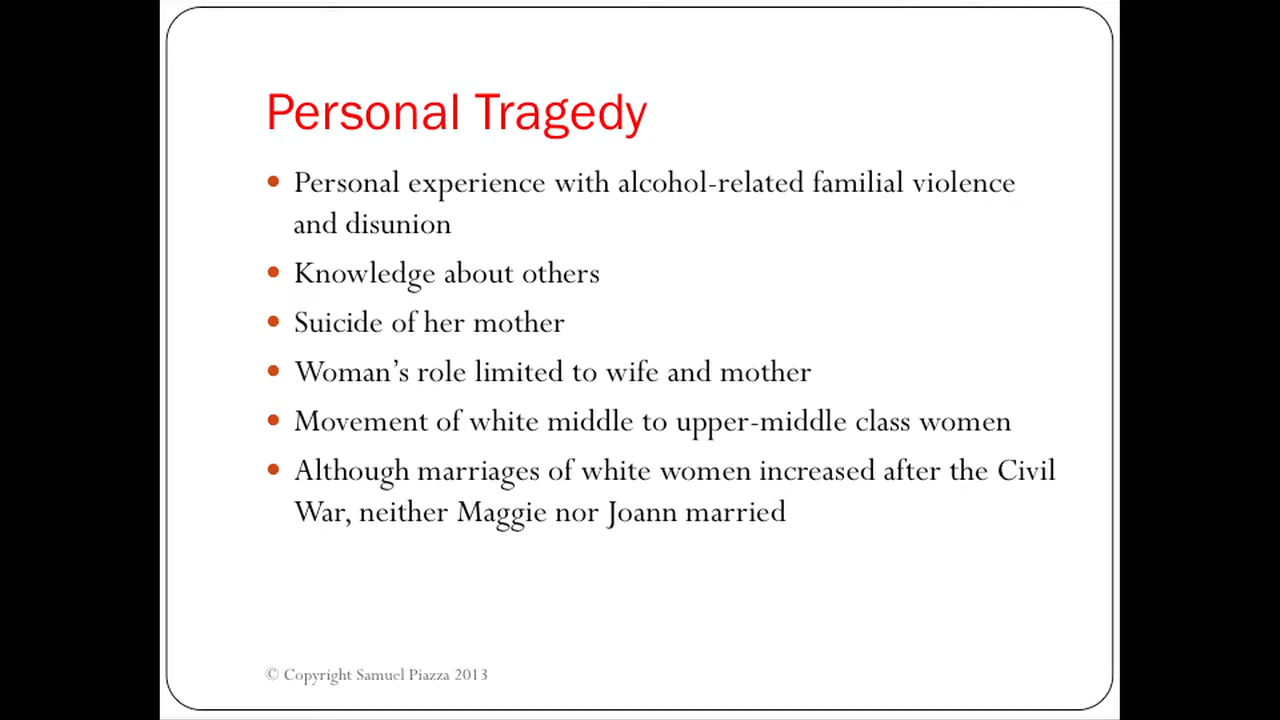 Personal Tragedy
• Personal experience with alcohol-related familial violence
and disunion
• Knowledge about others
• Suicide of her mother
• Woman’s role limited to wife and mother
• Movement of white middle to upper-middle class women
• Although marriages of white women increased after the Civil
War, neither Maggie nor Joann married
© Copyright Samuel Piazza 2013